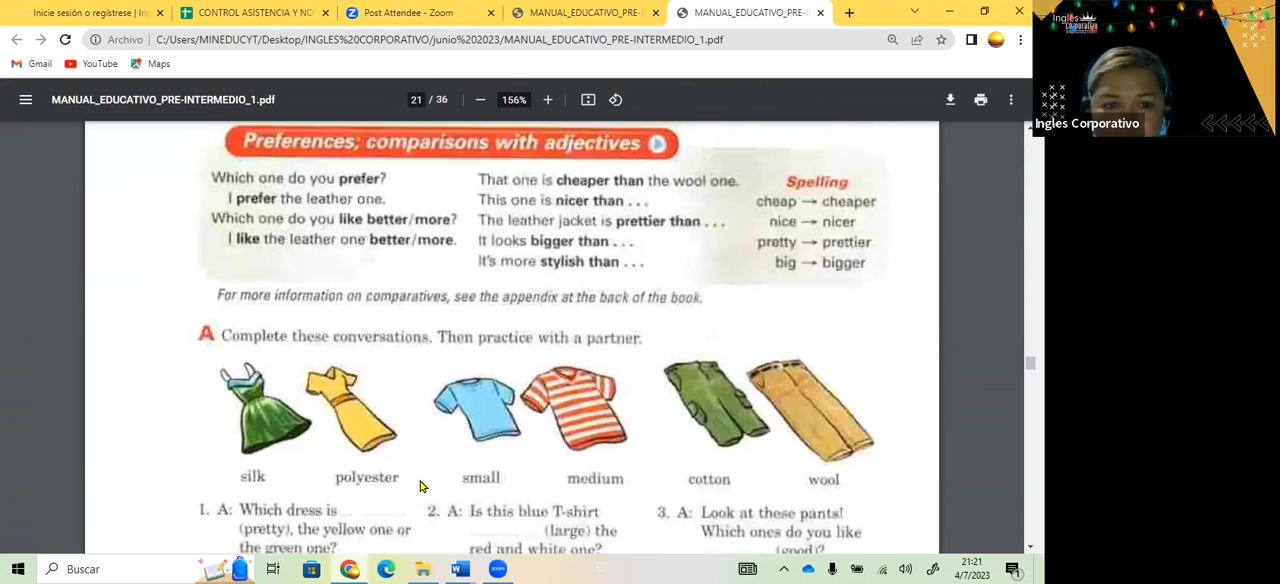 Inicie sesión o regístrese | Ing
CONTROL ASISTENCIA Y NO
Post Attendee - Zoom
MANUAL_EDUCATIVO_PRE-I
MANUAL_EDUCATIVO_PRE-I
Archivo
C:/Users/MINEDUCYT/Desktop/INGLES%20CORPORATIVO/junio%202023/MANUAL_EDUCATIVO_PRE-INTERMEDIO_1.pdf
Gmail
YouTube
Maps
MANUAL_EDUCATIVO_PRE-INTERMEDIO_1.pdf
21 / 36
156%
Ingles
Corporativo
Ingles Corporativo
Preferences; comparisons with adjectives
Which one do you prefer?
I prefer the leather one.
Which one do you like better/more?
I like the leather one better/more.
That one is cheaper than the wool one.
This one is nicer than . . .
The leather jacket is prettier than . . .
It looks bigger than . . .
It's more stylish than . . .
Spelling
cheap → cheaper
nice → nicer
pretty → prettier
big → bigger
For more information on comparatives, see the appendix at the back of the book.
A Complete these conversations. Then practice with a partner.
silk
polyester
small
medium
cotton
wool
1. A: Which dress is
(pretty), the yellow one or
the green one?
2. A: Is this blue T-shirt
(large) the
red and white one?
3. A: Look at these pants!
Which ones do you like
(good)?
Buscar
21:21
4/7/2023